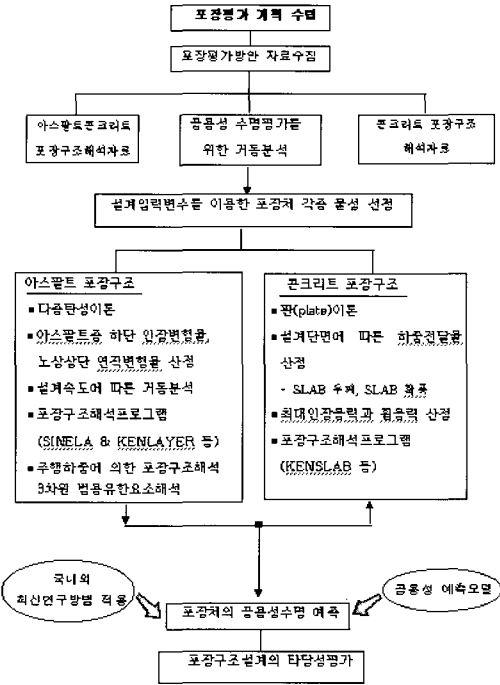 포장평가 계획 수립
포장평가방안 자료수집
아스팔트콘크리트
포장구조해석자료
공용성 수명평가를
위한 거동분석
콘크리트 포장구조
해석자료
설계입력변수를 이용한 포장체 각종 물성 선정
아스팔트 포장구조
■ 다층탄성이론
■ 아스팔트층 하단 인장변형율,
노상상단 연직변형율 산정
■ 설계속도에 따른 거동분석
■ 포장구조해석프로그램
(SINELA & KENLAYER 등)
■ 주행하중에 의한 포장구조해석
3차원 범용유한요소해석
콘크리트 포장구조
■ 판(plate)이론
■ 설계단면에 따른 하중전달율
산정
- SLAB 두께, SLAB 활폭
■ 최대인장응력과 휨응력 산정
■ 포장구조해석프로그램
(KENSLAB 등)
국내외
최신연구방법 적용
공용성 예측모델
포장체의 공용성수명 예측
포장구조설계의 타당성평가